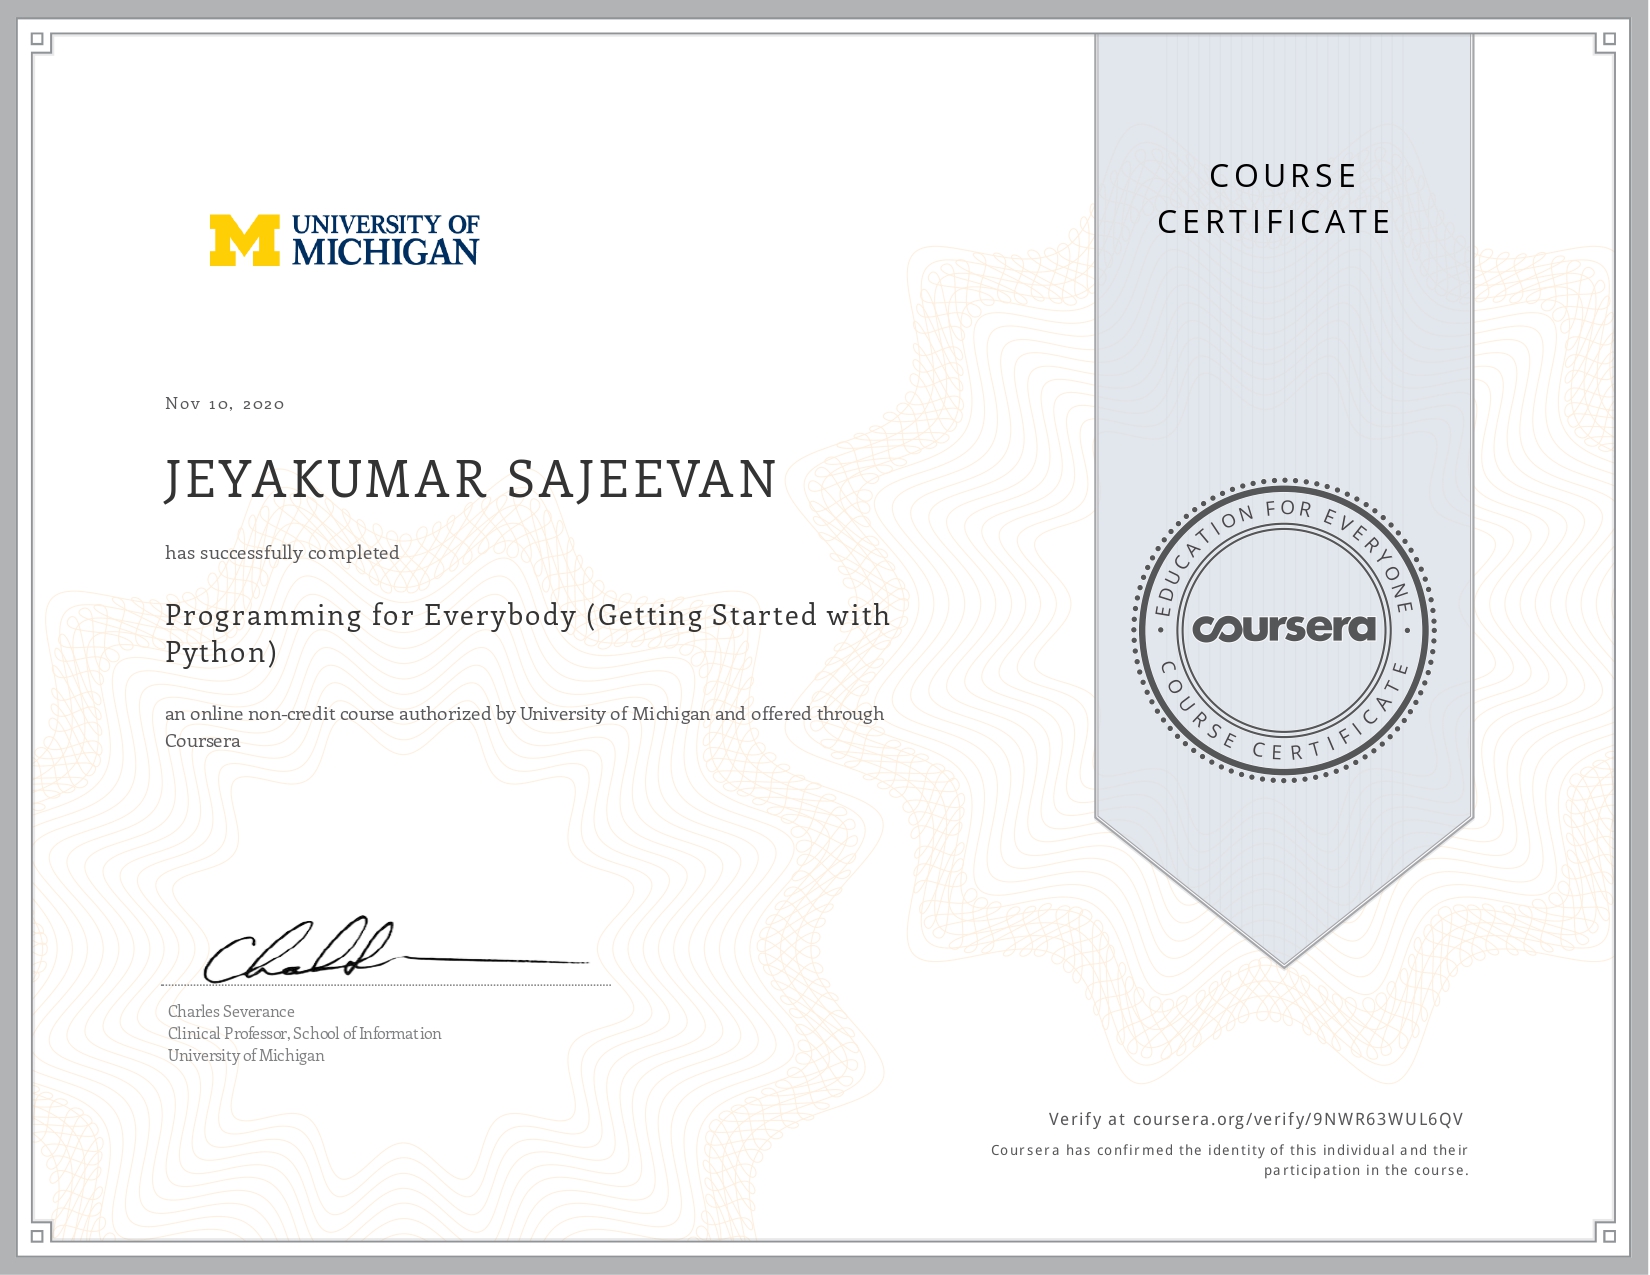 UNIVERSITY OF
MICHIGAN
COURSE
CERTIFICATE
Nov 10, 2020
JEYAKUMAR SAJEEVAN
has successfully completed
Programming for Everybody (Getting Started with
Python)
an online non-credit course authorized by University of Michigan and offered through
Coursera
EDUCATION FOR EVERYONE
coursera
COURSE CERTIFICATE
Charles Severance
Clinical Professor, School of Information
University of Michigan
Verify at coursera.org/verify/9NWR63WUL6QV
Coursera has confirmed the identity of this individual and their
participation in the course.